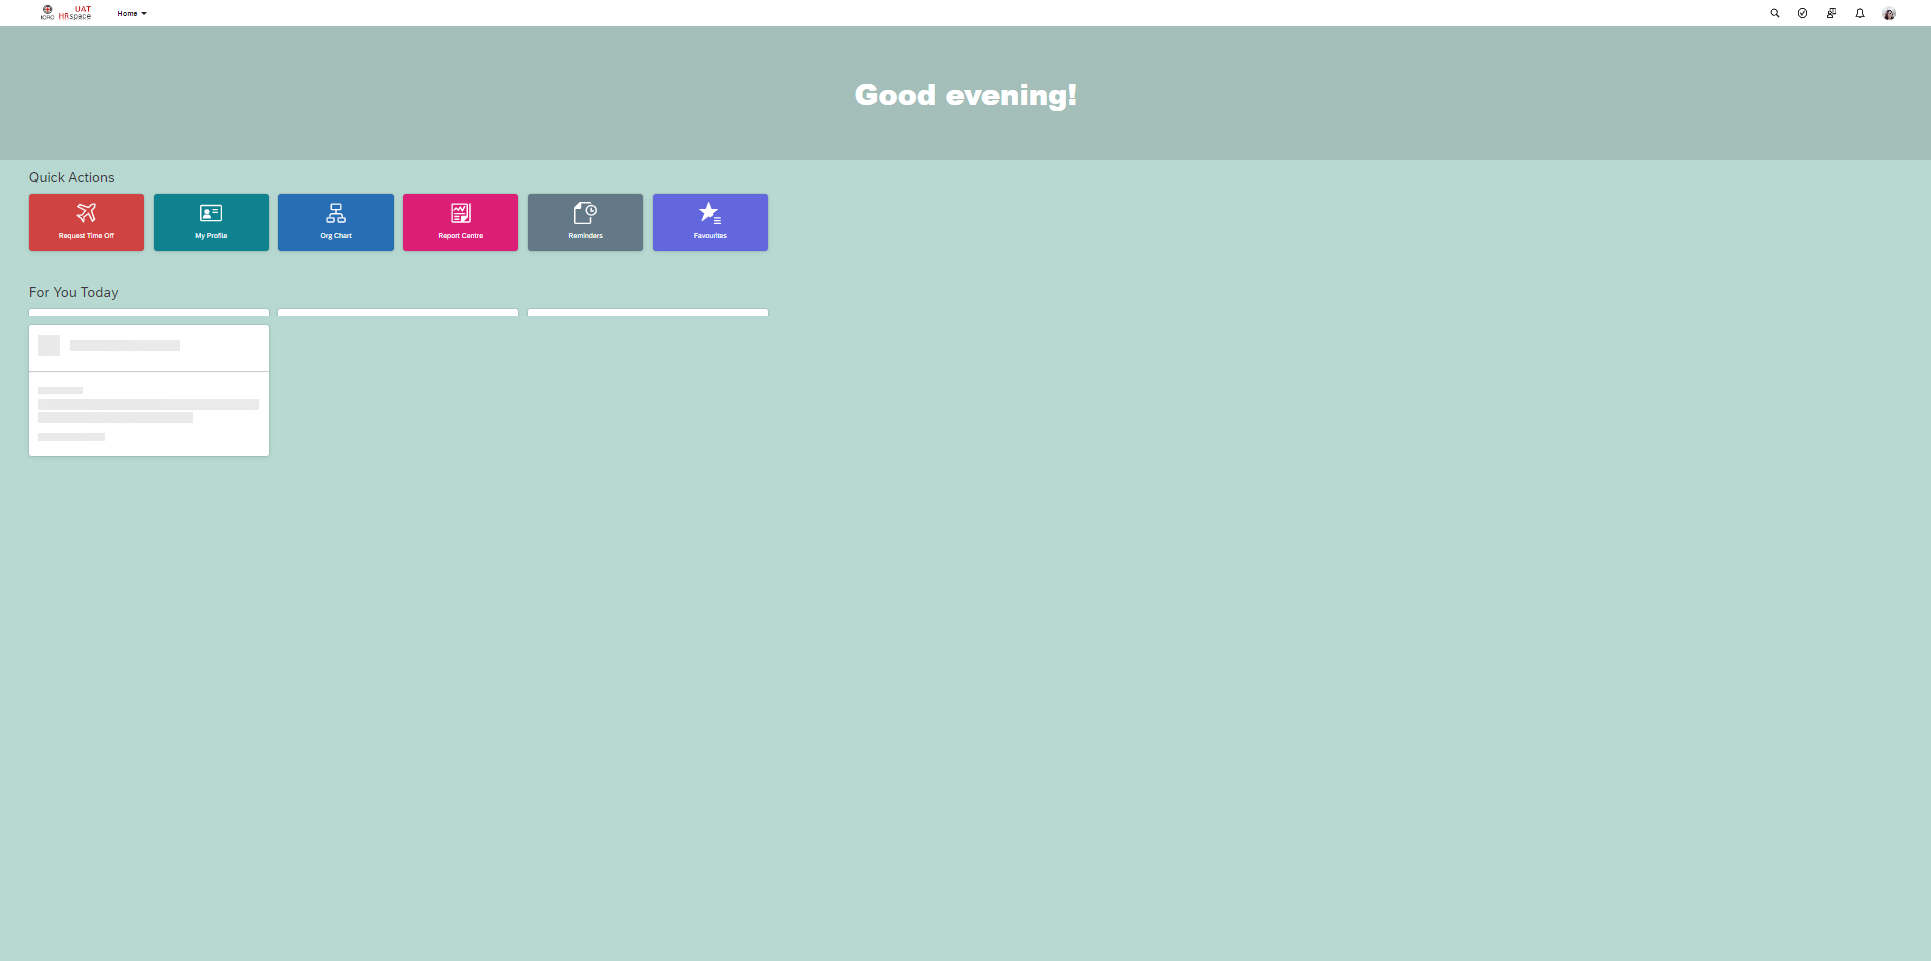 UAT
ICRC HRspace
Home
Good evening!
Quick Actions
Request Time Off
My Profile
Org Chart
Report Centre
Reminders
Favourites
For You Today